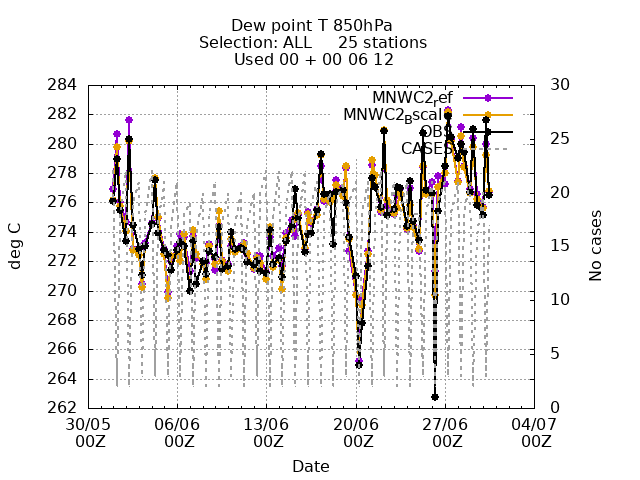 Dew point T 850hPa
Selection: ALL     25 stations
Used 00 + 00 06 12
284
282
280
278
276
274
272
270
268
266
264
262
30
25
20
15
10
5
0
MNWC2_ref
MNWC2_Bscal
OBS
CASES
deg C
No cases
30/05 00Z
06/06 00Z
13/06 00Z
20/06 00Z
27/06 00Z
04/07 00Z
Date